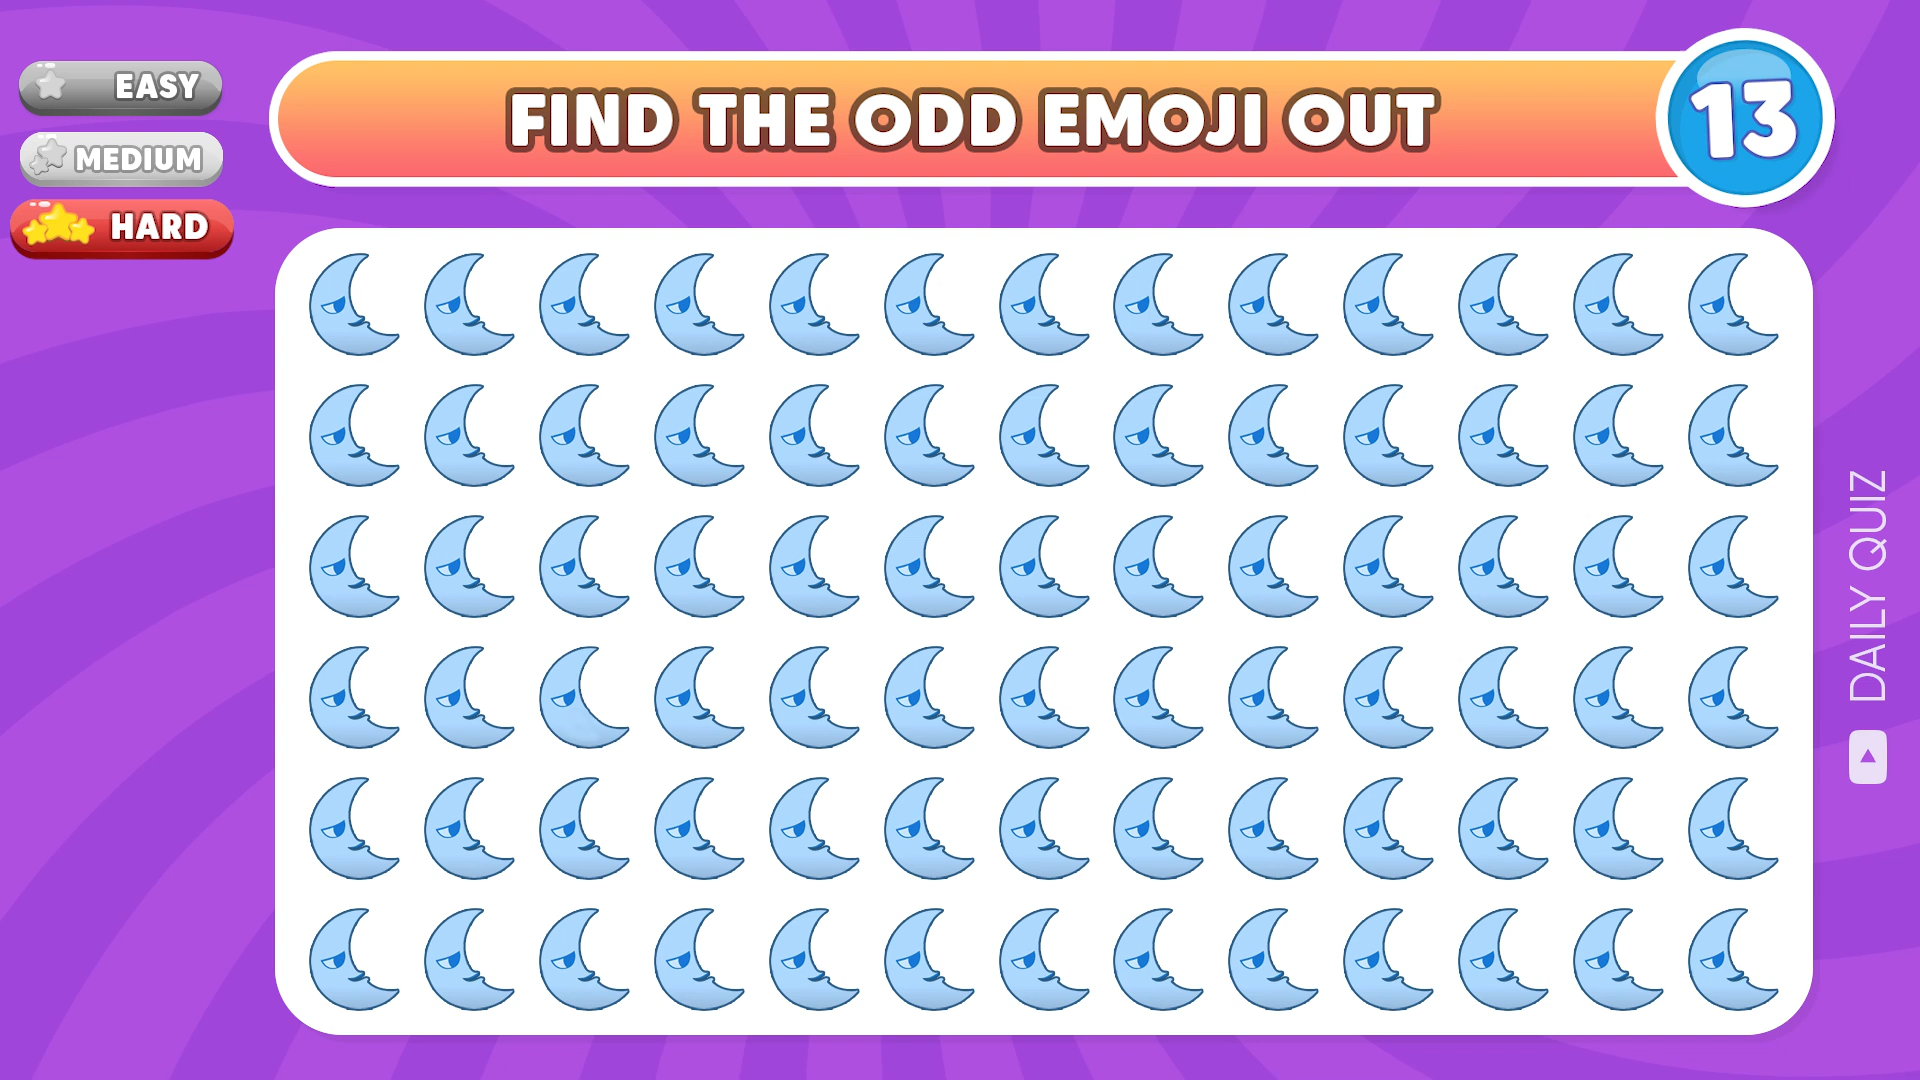 EASY
FIND THE ODD EMOJI OUT
13
MEDIUM
HARD
DAILY QUIZ